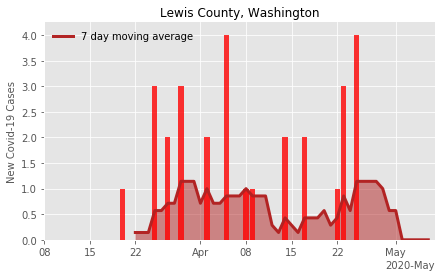 Lewis County, Washington
7 day moving average
New Covid-19 Cases
4.0
3.5
3.0
2.5
2.0
1.5
1.0
0.5
0.0
08 15 22 Apr 08 15 22 May
2020-May